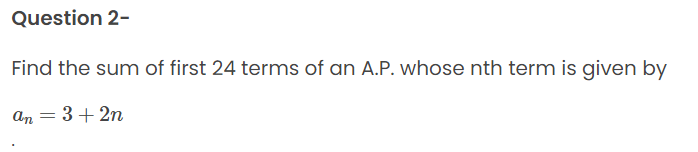 Question 2-
Find the sum of first 24 terms of an A.P. whose nth term is given by
aₙ = 3 + 2n
.